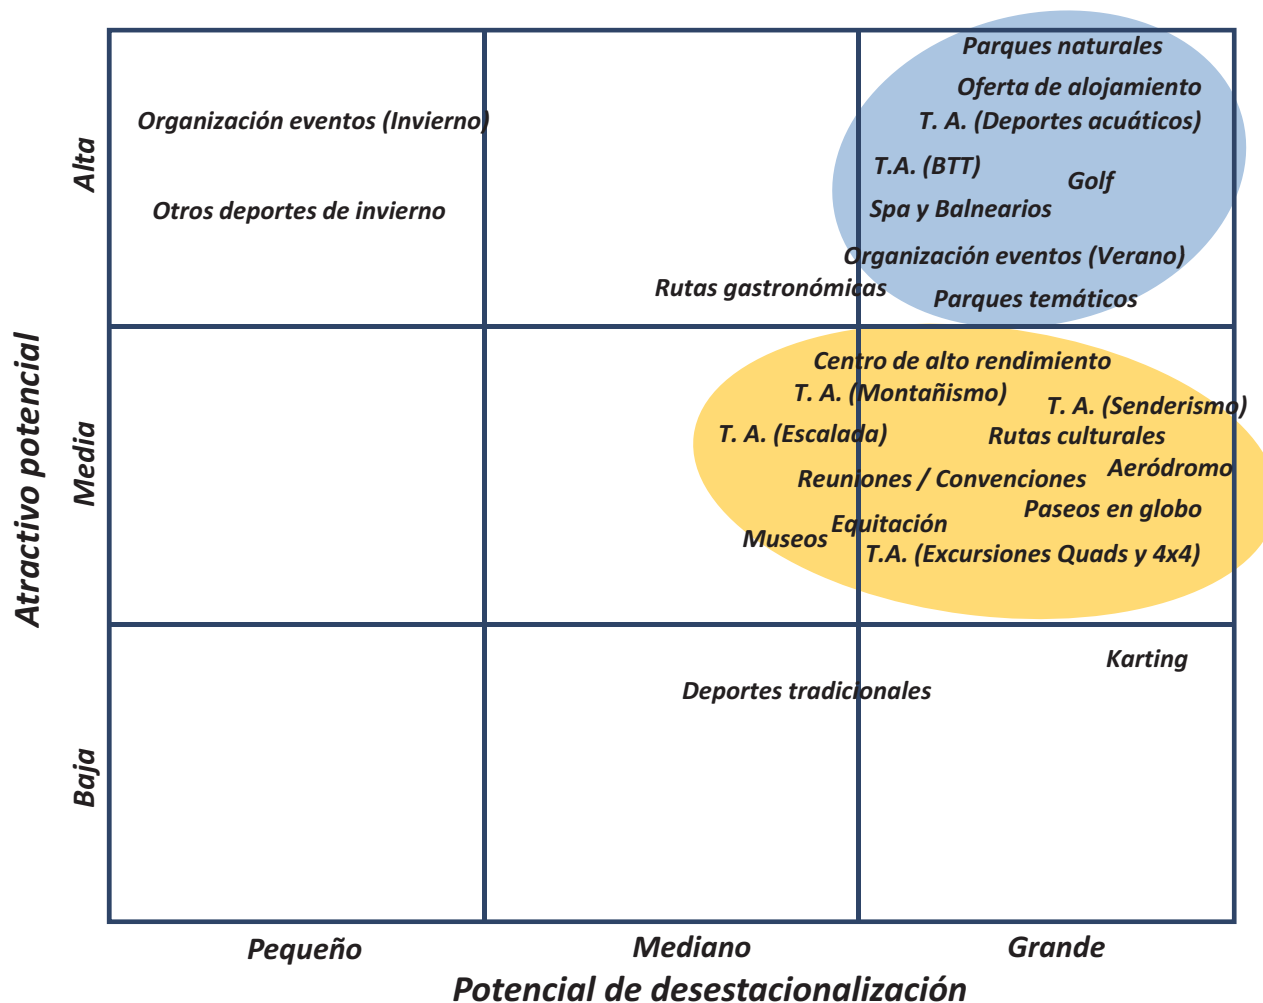 Parques naturales
Oferta de alojamiento
Organización eventos (Invierno)
T. A. (Deportes acuáticos)
T.A. (BTT)
Golf
Otros deportes de invierno
Spa y Balnearios
Organización eventos (Verano)
Rutas gastronómicas
Parques temáticos
Alta
Centro de alto rendimiento
T. A. (Montañismo)
T. A. (Senderismo)
T. A. (Escalada)
Rutas culturales
Aeródromo
Reuniones / Convenciones
Paseos en globo
Equitación
Museos
T.A. (Excursiones Quads y 4x4)
Media
Atractivo potencial
Karting
Deportes tradicionales
Baja
Pequeño
Mediano
Grande
Potencial de desestacionalización